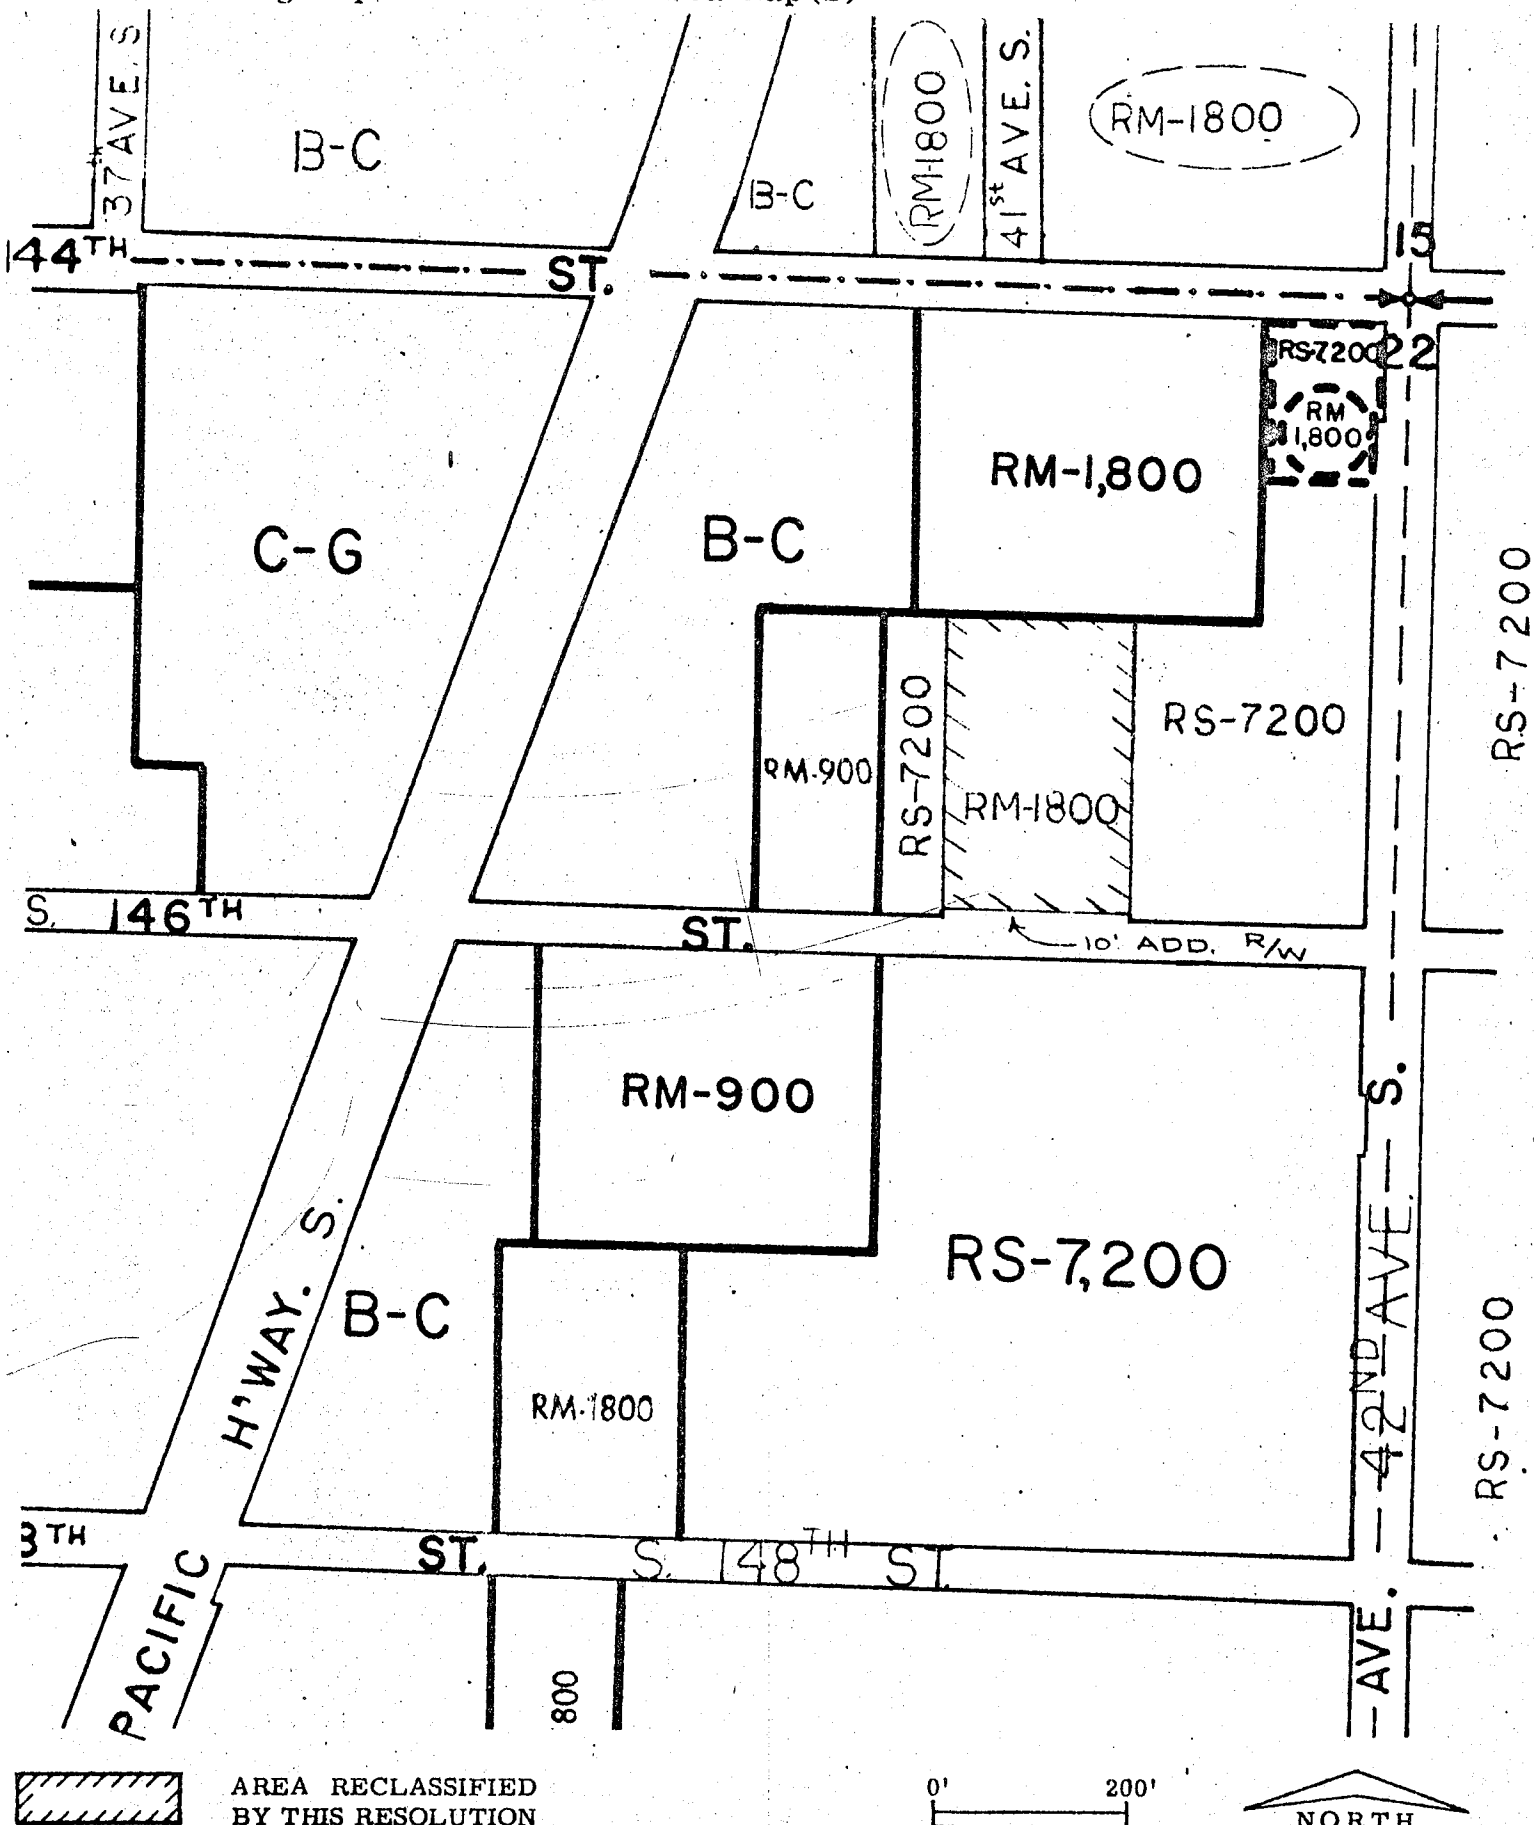 37 AVE. S
B-C
B-C
RM-1800
41st AVE. S.
RM-1800
144TH ST.
15
22
RS-7200
RM
1,800
RM-1,800
C-G
B-C
RS-7200
RM-900
RS-7200
RM-1800
RS-7200
S. 146TH ST.
10' ADD. R/W
RM-900
S.
H'WAY. S.
B-C
RS-7,200
42ND AVE.
RM-1800
RS-7200
TH ST. S. 148TH ST.
PACIFIC
800
AVE.
AREA RECLASSIFIED
BY THIS RESOLUTION
0' 200'
NORTH